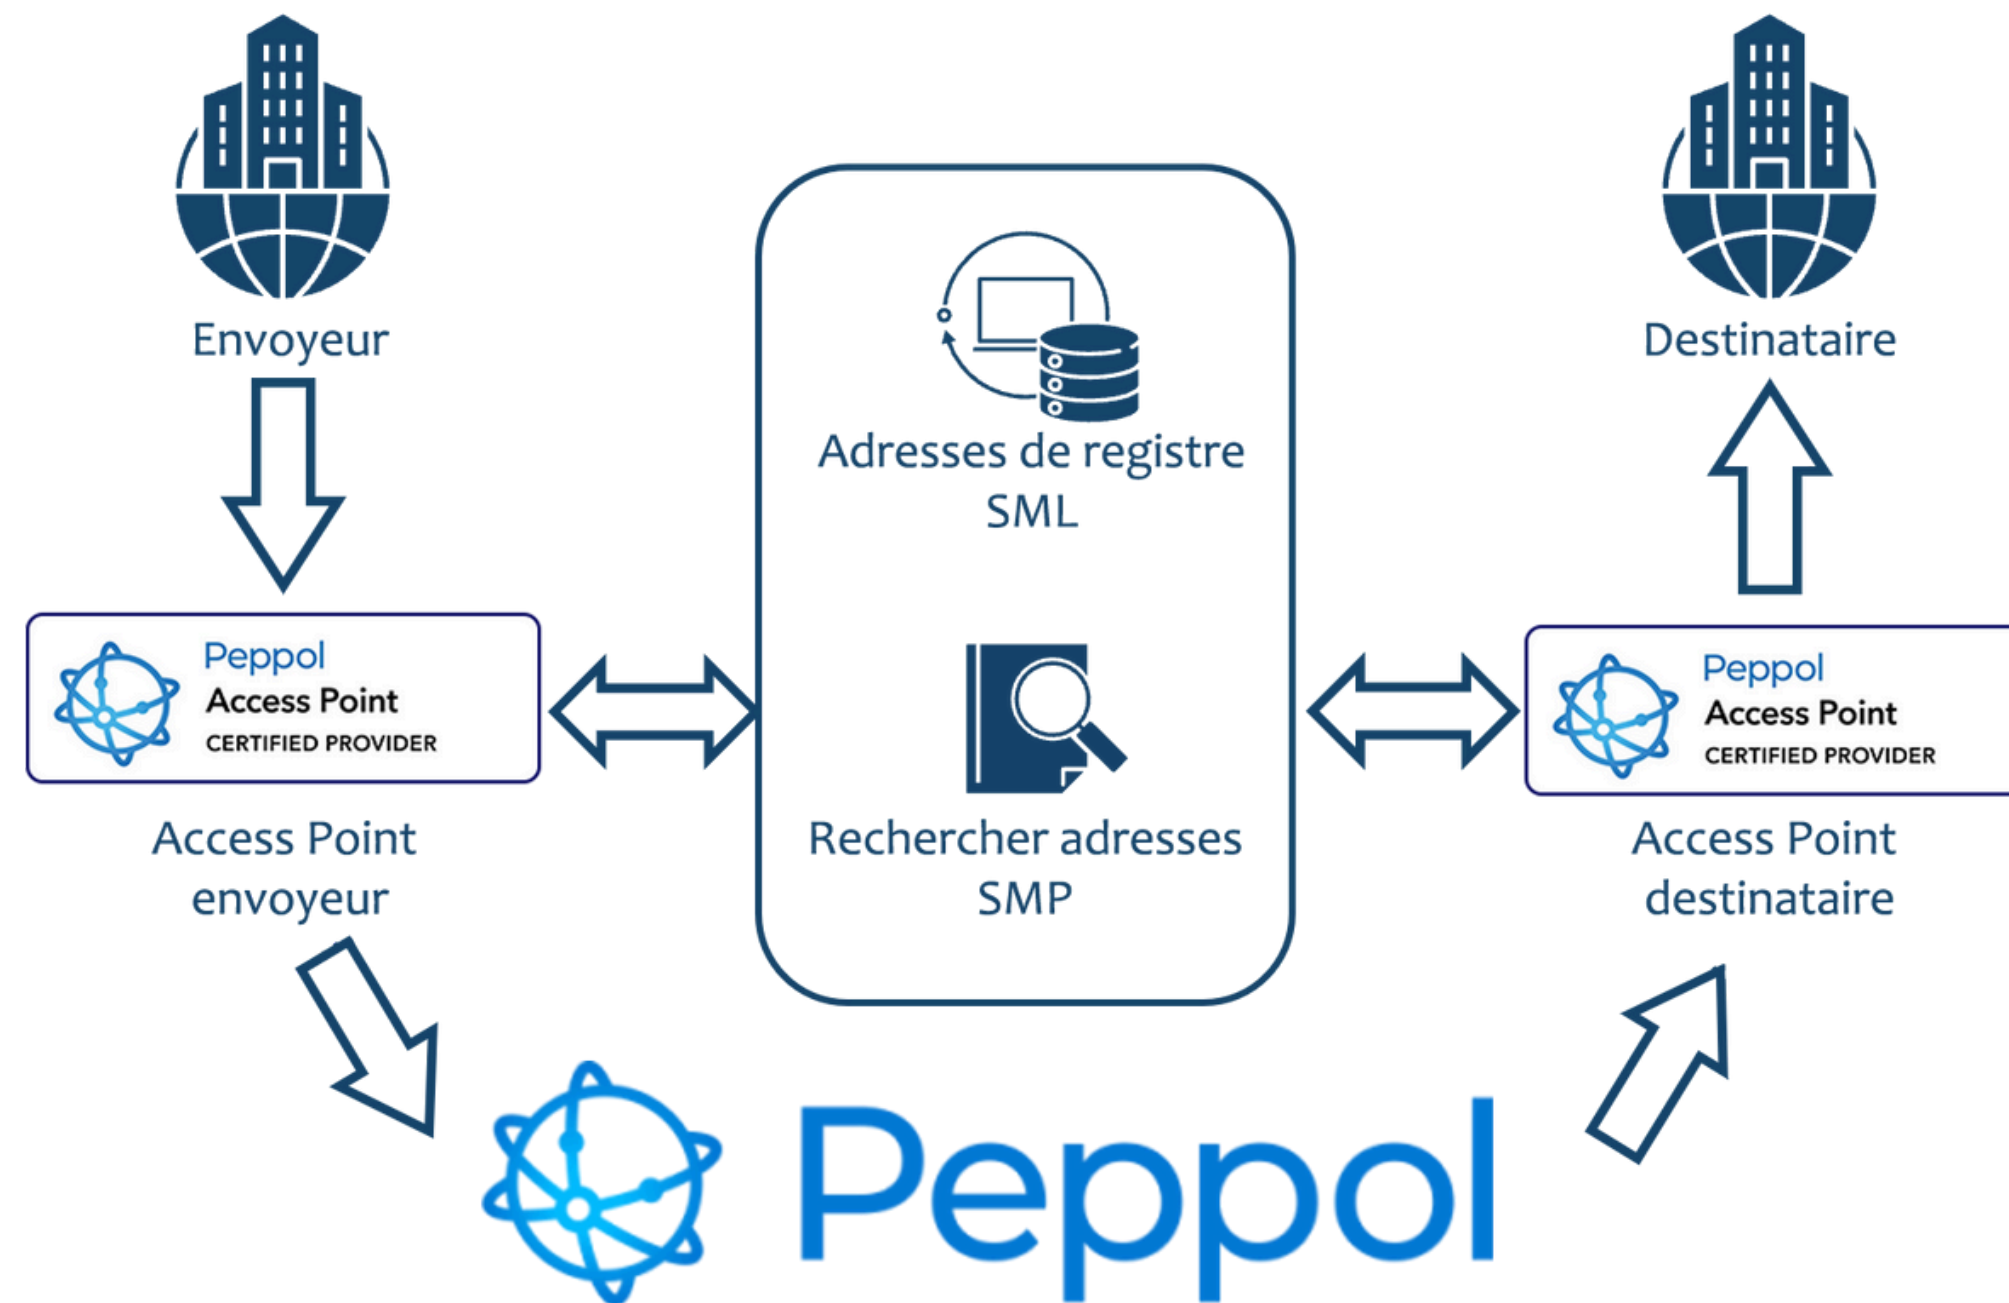 Envoyeur
Destinataire
Adresses de registre
SML
Peppol
Access Point
CERTIFIED PROVIDER
Peppol
Access Point
CERTIFIED PROVIDER
Access Point
envoyeur
Rechercher adresses
SMP
Access Point
destinataire
Peppol